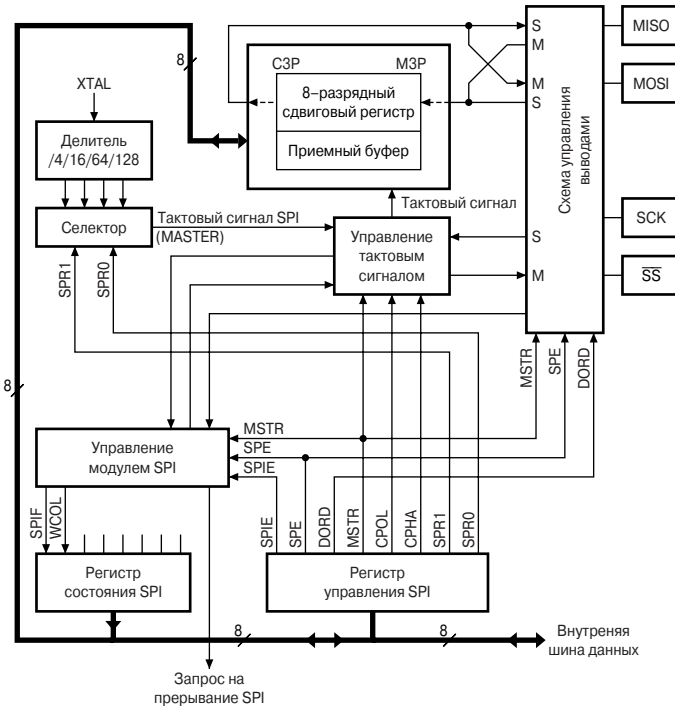 8
XTAL
Делитель
/4/16/64/128
Селектор
Тактовый сигнал SPI
(MASTER)
SPR1
SPR0
СЗР
МЗР
8–разрядный
сдвиговый регистр
Приемный буфер
Тактовый сигнал
Управление
тактовым
сигналом
S
M
M
S
S
M
Схема управления
выводами
MISO
MOSI
SCK
SS
MSTR
SPE
DORD
8
Управление
модулем SPI
MSTR
SPE
SPIE
SPIF
WCOL
SPIE
SPE
DORD
MSTR
CPOL
CPHA
SPR1
SPR0
Регистр
состояния SPI
Регистр
управления SPI
8
8
Внутреняя
шина данных
Запрос на
прерывание SPI